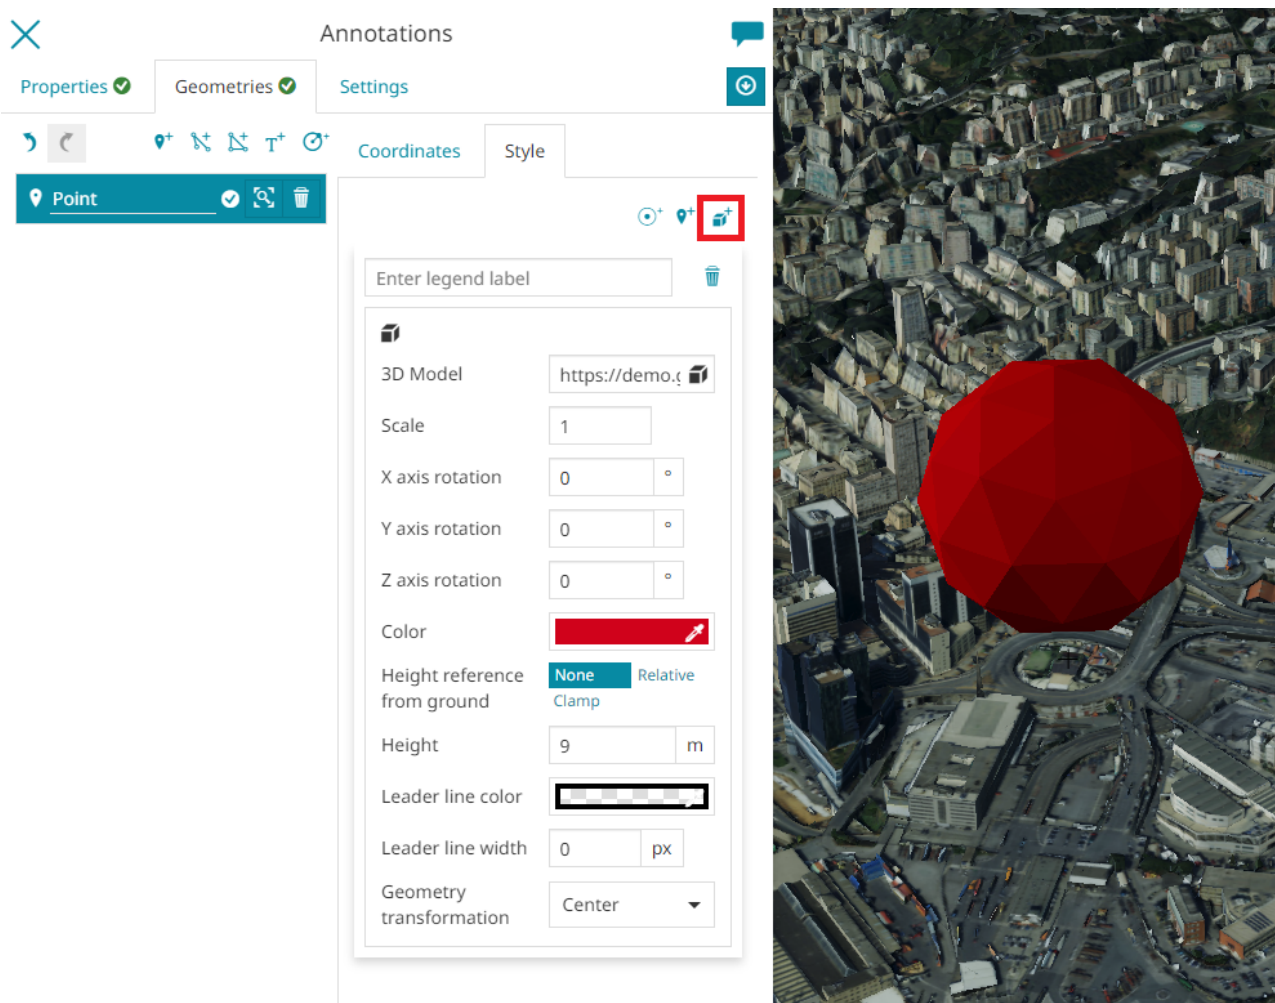 Annotations
Properties
Geometries
Settings
T+
Coordinates
Style
Point
Enter legend label
3D Model
https://demo.g
Scale
1
X axis rotation
0 °
Y axis rotation
0 °
Z axis rotation
0 °
Color
Height reference
from ground
None
Relative
Clamp
Height
9 m
Leader line color
Leader line width
0 px
Geometry
transformation
Center